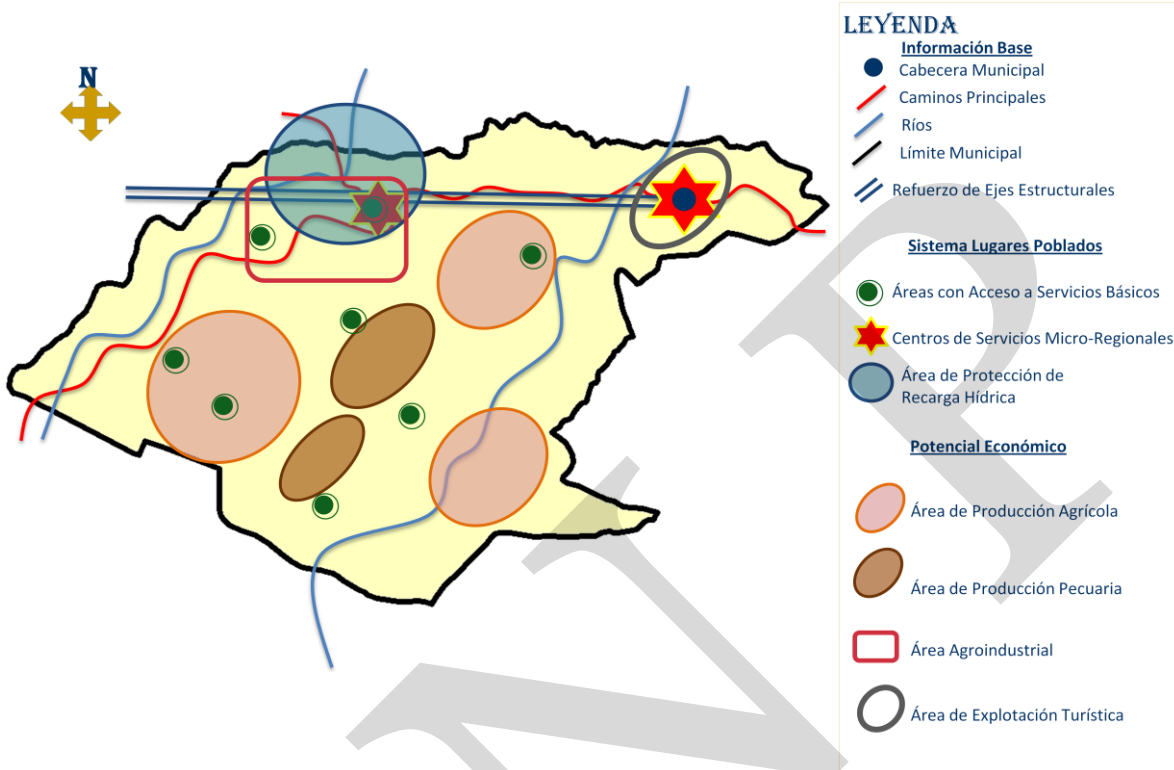 N
LEYENDA
Información Base
Cabecera Municipal
Caminos Principales
Ríos
Límite Municipal
Refuerzo de Ejes Estructurales
Sistema Lugares Poblados
Áreas con Acceso a Servicios Básicos
Centros de Servicios Micro-Regionales
Área de Protección de
Recarga Hídrica
Potencial Económico
Área de Producción Agrícola
Área de Producción Pecuaria
Área Agroindustrial
Área de Explotación Turística